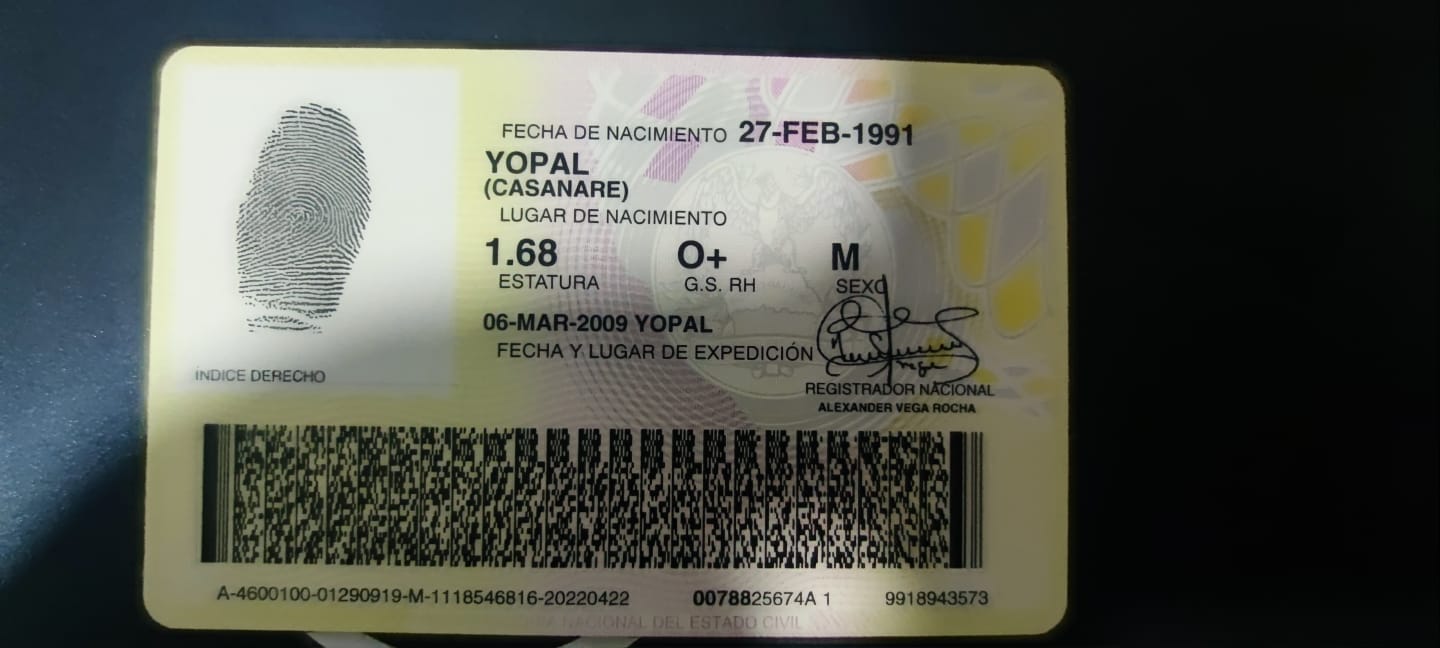 FECHA DE NACIMIENTO 27-FEB-1991
YOPAL
(CASANARE)
LUGAR DE NACIMIENTO
1.68 O+ M
ESTATURA G.S. RH SEXO
06-MAR-2009 YOPAL
FECHA Y LUGAR DE EXPEDICIÓN
ÍNDICE DERECHO
REGISTRADOR NACIONAL
ALEXANDER VEGA ROCHA
A-4600100-01290919-M-1118546816-20220422 0078825674A 1 9918943573
NACIONAL DEL ESTADO CIVIL